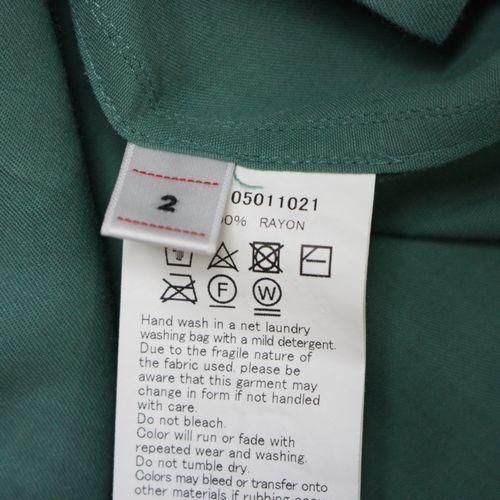 2
05011021
RAYON
F W
Hand wash in a net laundry
washing bag with a mild detergent.
Due to the fragile nature of
the fabric used, please be
aware that this garment may
change in form if not handled
with care.
Do not bleach.
Color will run or fade with
repeated wear and washing.
Do not tumble dry.
Colors may bleed or transfer onto
other materials if rubbing